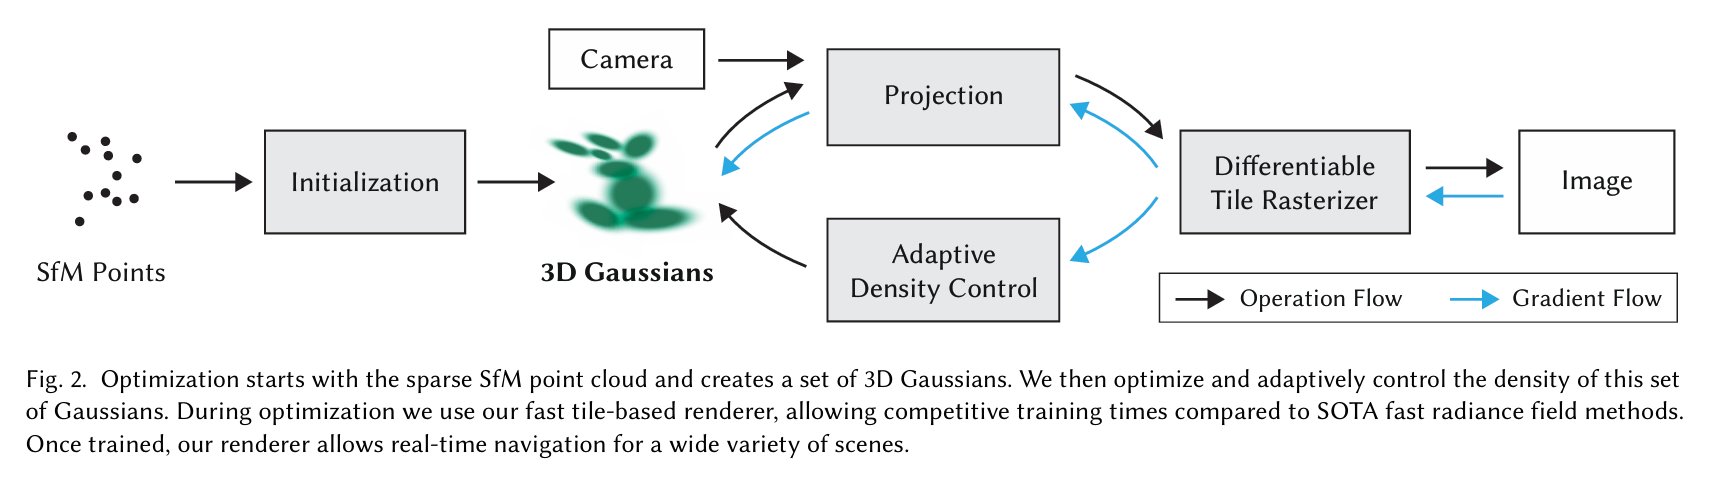 Camera
Projection
SfM Points
Initialization
3D Gaussians
Adaptive
Density Control
Differentiable
Tile Rasterizer
Image
Operation Flow
Gradient Flow
Fig. 2. Optimization starts with the sparse SfM point cloud and creates a set of 3D Gaussians. We then optimize and adaptively control the density of this set
of Gaussians. During optimization we use our fast tile-based renderer, allowing competitive training times compared to SOTA fast radiance field methods.
Once trained, our renderer allows real-time navigation for a wide variety of scenes.